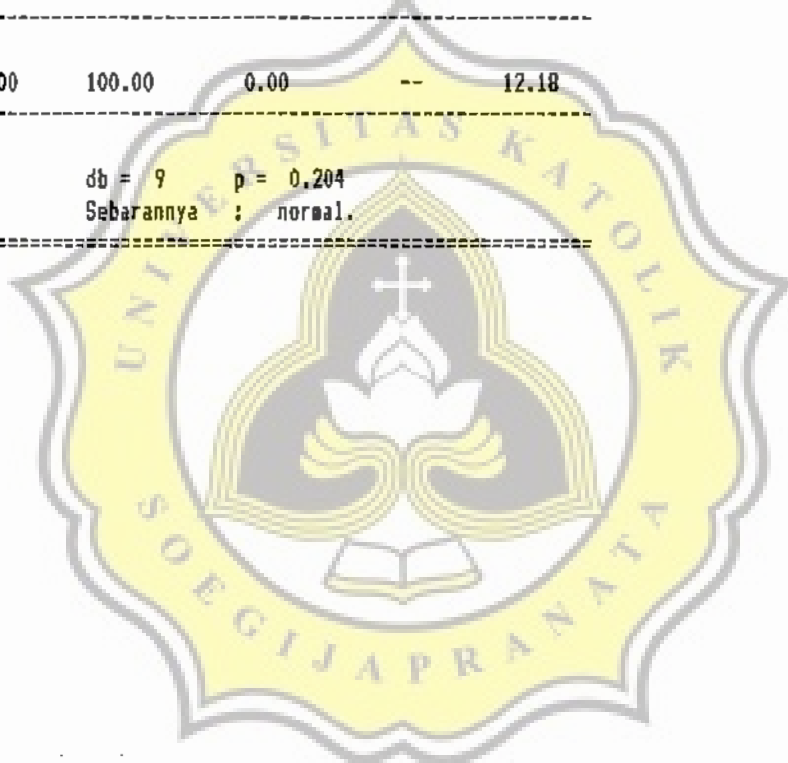 00 100.00 0.00 -- 12.18
db = 9 p = 0.204
Sebarannya : normal.
UNIVERSITAS KATOLIK
SOEGIJAPRANATA